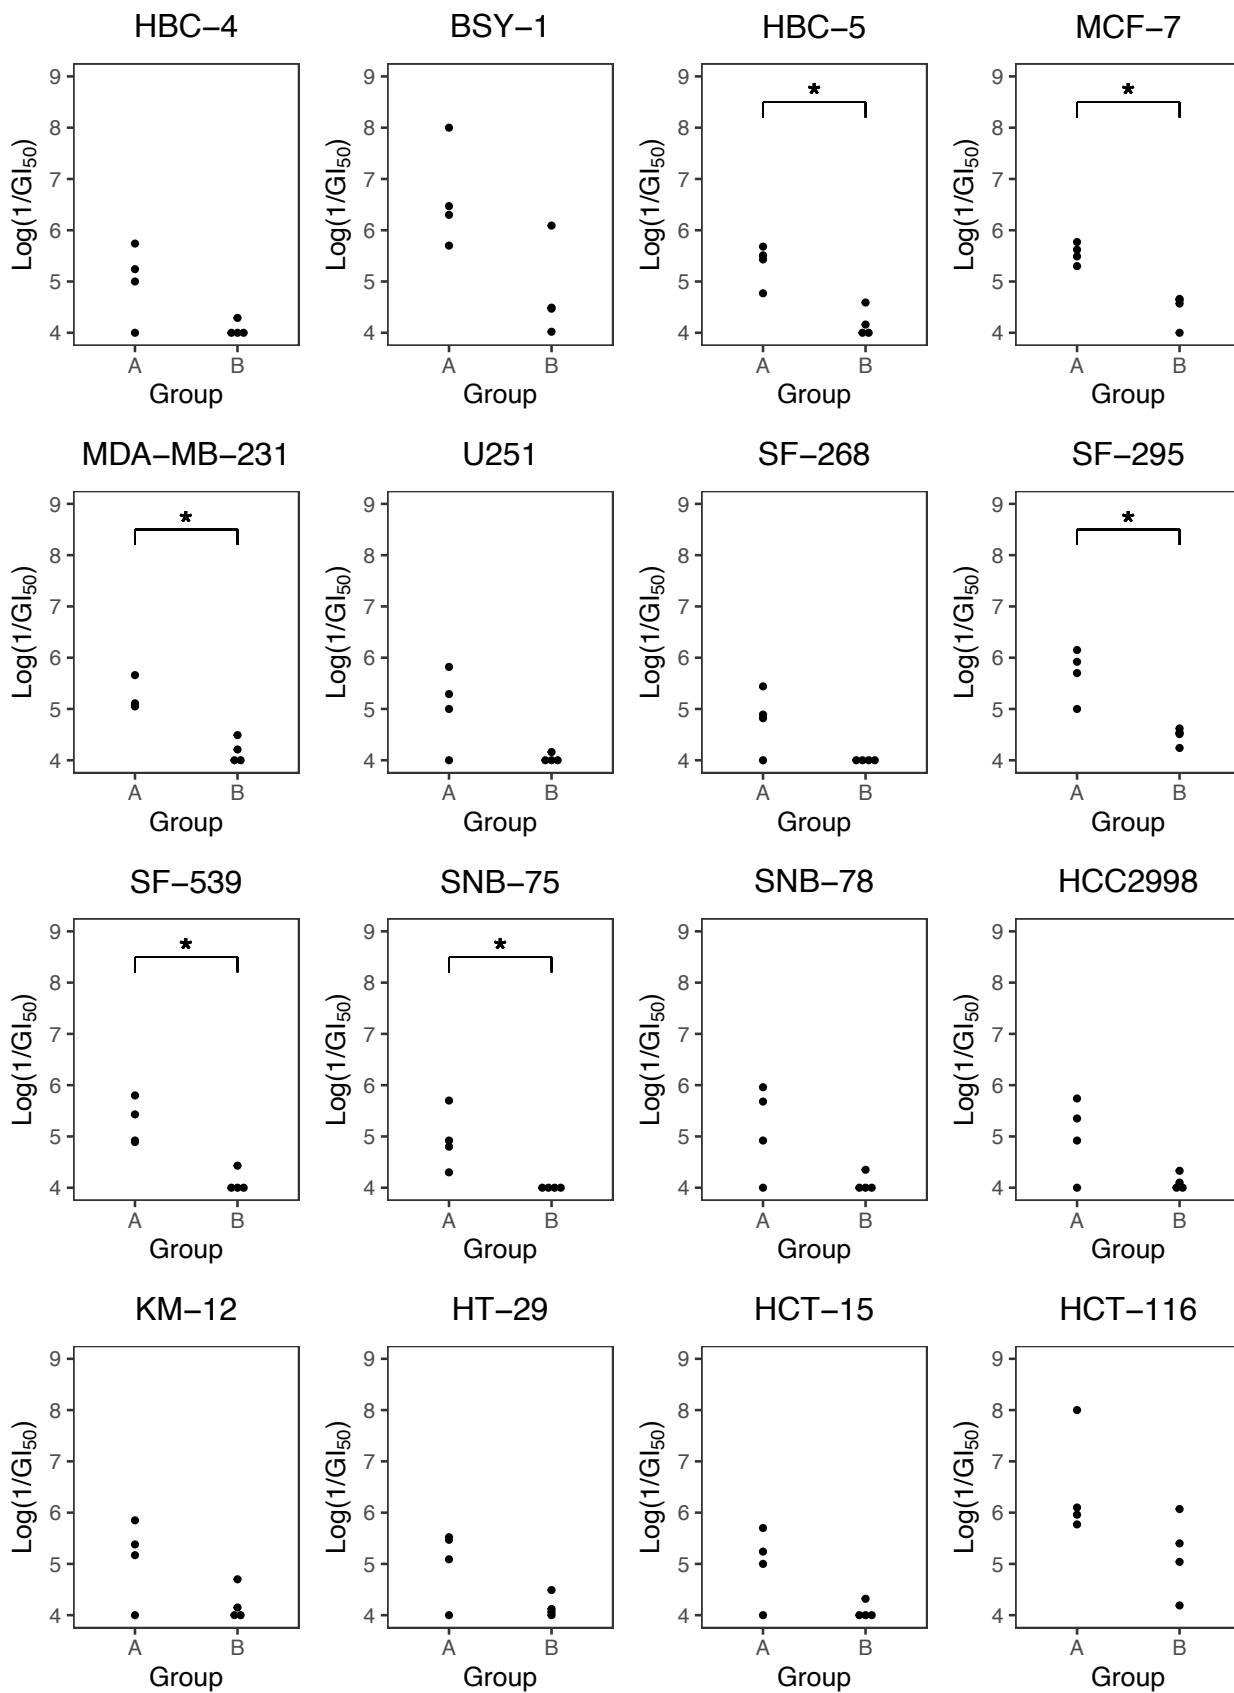 HBC−4 BSY−1 HBC−5 MCF−7
9 9 9 * 9 *
8 8 8 8
7 7 7 7
6 6 6 6
5 5 5 5
4 4 4 4
Log(1/GI50) Log(1/GI50) Log(1/GI50) Log(1/GI50)
A B A B A B A B
Group Group Group Group
MDA−MB−231 U251 SF−268 SF−295
9 * 9 9 9 *
8 8 8 8
7 7 7 7
6 6 6 6
5 5 5 5
4 4 4 4
Log(1/GI50) Log(1/GI50) Log(1/GI50) Log(1/GI50)
A B A B A B A B
Group Group Group Group
SF−539 SNB−75 SNB−78 HCC2998
9 * 9 * 9 9
8 8 8 8
7 7 7 7
6 6 6 6
5 5 5 5
4 4 4 4
Log(1/GI50) Log(1/GI50) Log(1/GI50) Log(1/GI50)
A B A B A B A B
Group Group Group Group
KM−12 HT−29 HCT−15 HCT−116
9 9 9 9
8 8 8 8
7 7 7 7
6 6 6 6
5 5 5 5
4 4 4 4
Log(1/GI50) Log(1/GI50) Log(1/GI50) Log(1/GI50)
A B A B A B A B
Group Group Group Group